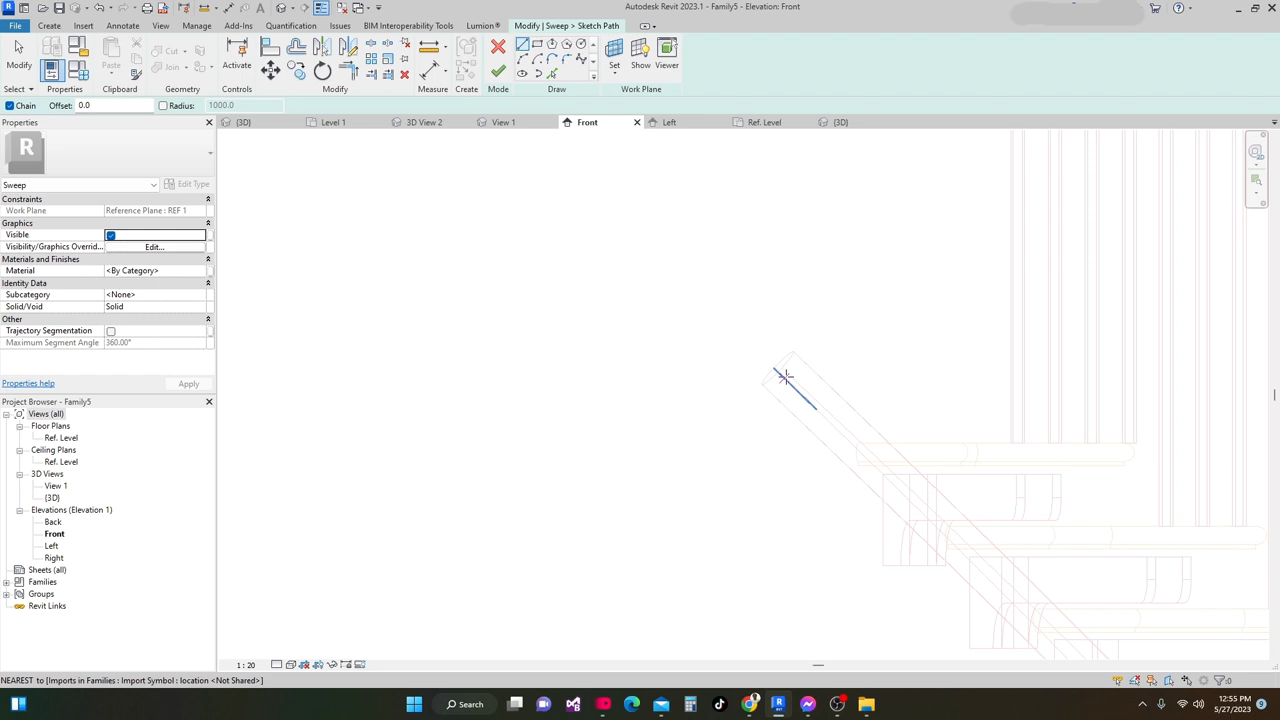 Autodesk Revit 2023.1 - Family5 - Elevation: Front
File Create Insert Annotate View Manage Add-Ins Quantification Issues BIM Interoperability Tools Lumion® Modify | Sweep > Sketch Path
Modify Paste Cut Join Activate Create Set Show Viewer
Select Properties Clipboard Geometry Controls Modify Measure Create Mode Draw Work Plane
Chain Offset: 0.0 Radius: 1000.0
Properties {3D} Level 1 3D View 2 View 1 Front Left Ref. Level {3D}
R
Sweep Edit Type
Constraints
Work Plane Reference Plane : REF 1
Graphics
Visible
Visibility/Graphics Overrid... Edit...
Materials and Finishes
Material <By Category>
Identity Data
Subcategory <None>
Solid/Void Solid
Other
Trajectory Segmentation
Maximum Segment Angle 360.00°
Properties help Apply
Project Browser - Family5
Views (all)
Floor Plans
Ref. Level
Ceiling Plans
Ref. Level
3D Views
View 1
{3D}
Elevations (Elevation 1)
Back
Front
Left
Right
Sheets (all)
Families
Groups
Revit Links
1 : 20
NEAREST to [Imports in Families : Import Symbol : location <Not Shared>] :0
Search
12:55 PM
5/27/2023